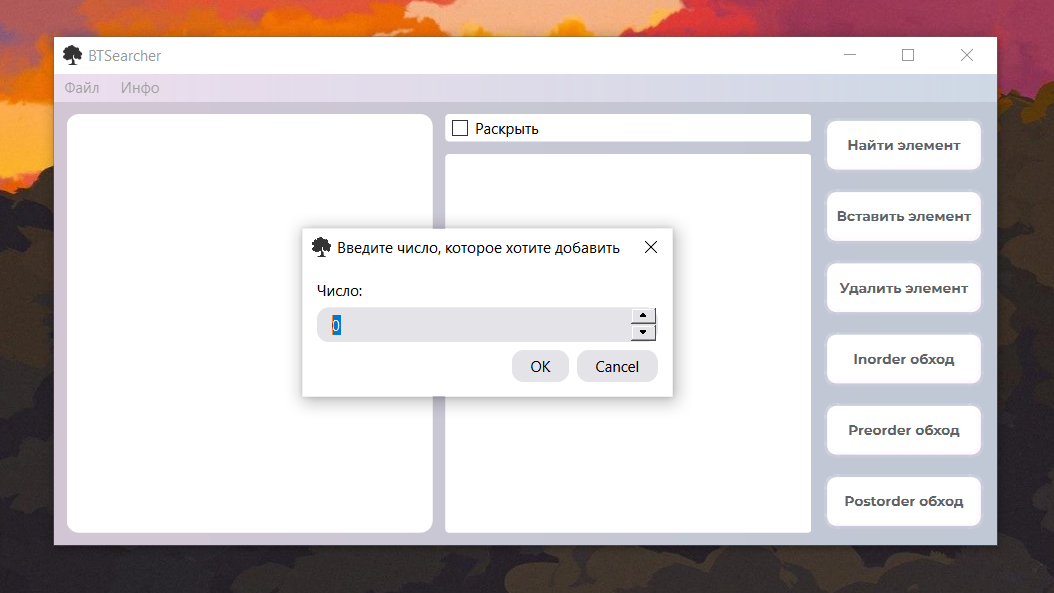 BTSearcher
Файл Инфо
Раскрыть
Найти элемент
Вставить элемент
Введите число, которое хотите добавить
Число:
0
OK Cancel
Удалить элемент
Inorder обход
Preorder обход
Postorder обход